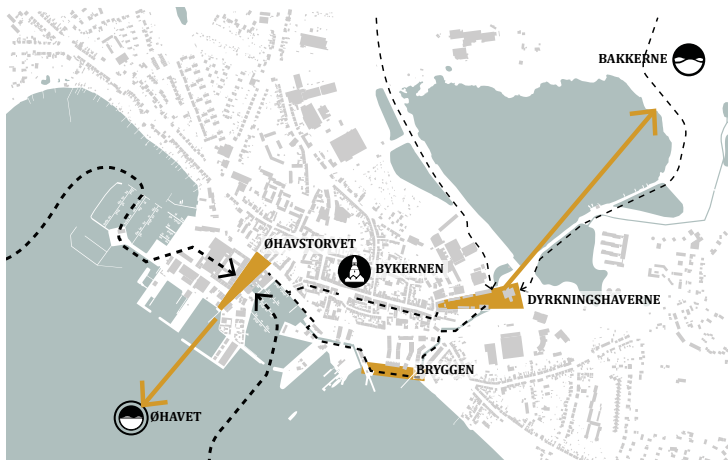 BAKKERNE
ØHAVSTORVET
BYKERNEN
DYRKNINGSHAVERNE
BRYGGEN
ØHAVET